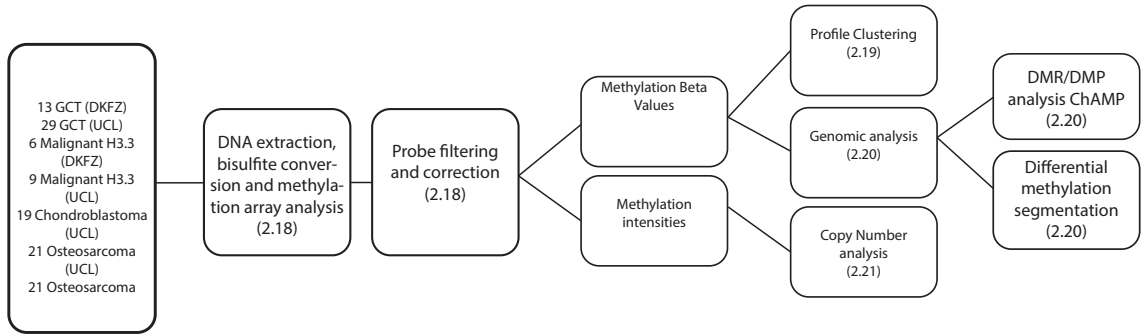 13 GCT (DKFZ)
29 GCT (UCL)
6 Malignant H3.3
(DKFZ)
9 Malignant H3.3
(UCL)
19 Chondroblastoma
(UCL)
21 Osteosarcoma
(UCL)
21 Osteosarcoma
DNA extraction,
bisulfite conver-
sion and methyla-
tion array analysis
(2.18)
Probe filtering
and correction
(2.18)
Methylation Beta
Values
Methylation
intensities
Profile Clustering
(2.19)
Genomic analysis
(2.20)
Copy Number
analysis
(2.21)
DMR/DMP
analysis ChAMP
(2.20)
Differential
methylation
segmentation
(2.20)